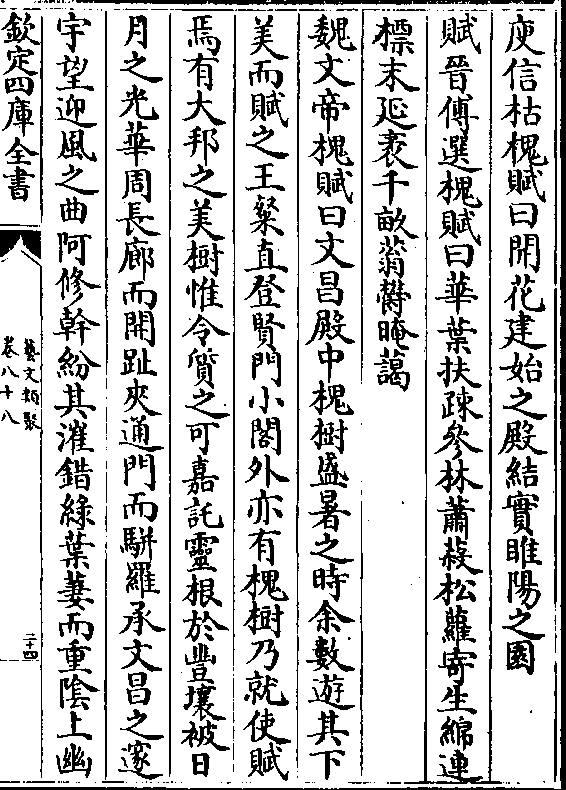 庾信枯槐賦曰開花建始之殿結實睢陽之園
賦晉傅選槐賦曰華葉扶疎參林蕭蔱松蘿寄生綿連
標末延袤千畝蓊欝晻藹
魏文帝槐賦曰文昌殿中槐樹盛暑之時余數遊其下
美而賦之王粲直登賢門小閤外亦有槐樹乃就使賦
焉有大邦之美樹惟令質之可嘉託靈根於豐壤被日
月之光華周長廊而開趾夾通門而駢羅承文昌之邃
宇望迎風之曲阿修幹紛其漼錯綠葉萋而重陰上幽
欽定四庫全書
藝文類聚
卷八十八
二十四